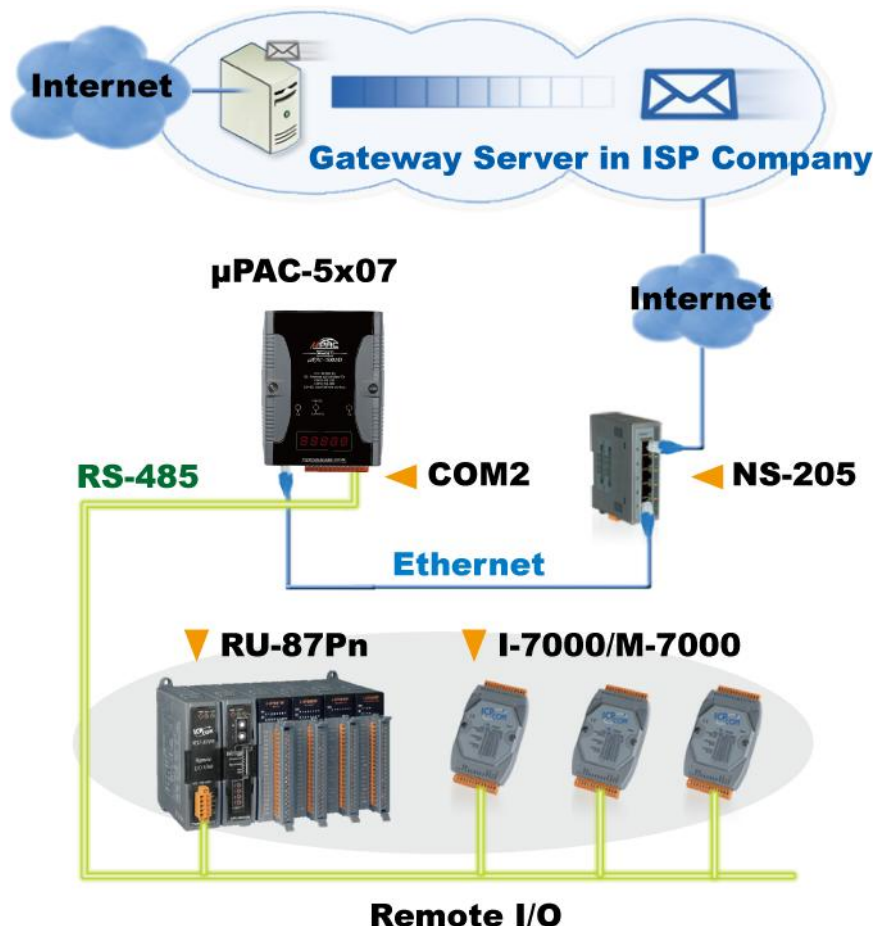 Internet
Gateway Server in ISP Company
µPAC-5x07
Internet
RS-485
COM2
NS-205
Ethernet
RU-87Pn
I-7000/M-7000
Remote I/O